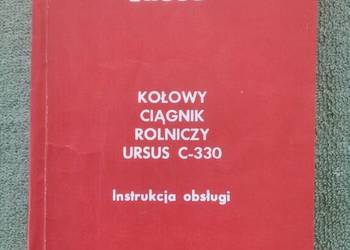 KOŁOWY
CIĄGNIK
ROLNICZY
URSUS C-330
Instrukcja obsługi